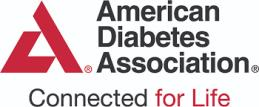 American
Diabetes
® Association®
Connected for Life